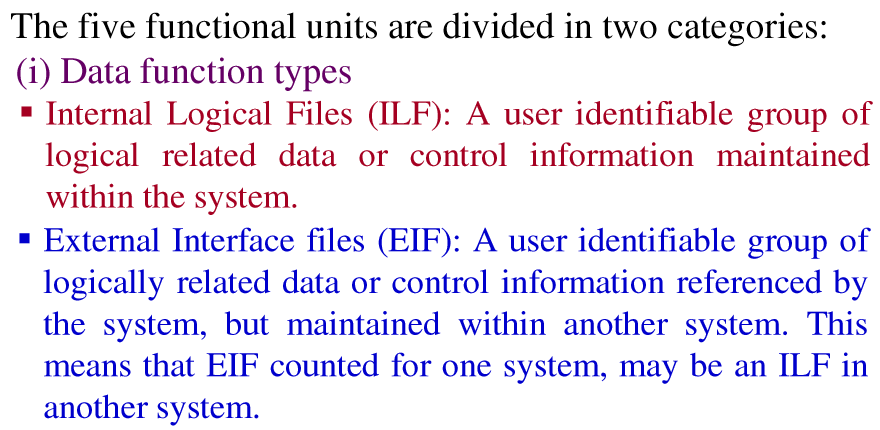 The five functional units are divided in two categories:
(i) Data function types
▪ Internal Logical Files (ILF): A user identifiable group of
logical related data or control information maintained
within the system.
▪ External Interface files (EIF): A user identifiable group of
logically related data or control information referenced by
the system, but maintained within another system. This
means that EIF counted for one system, may be an ILF in
another system.